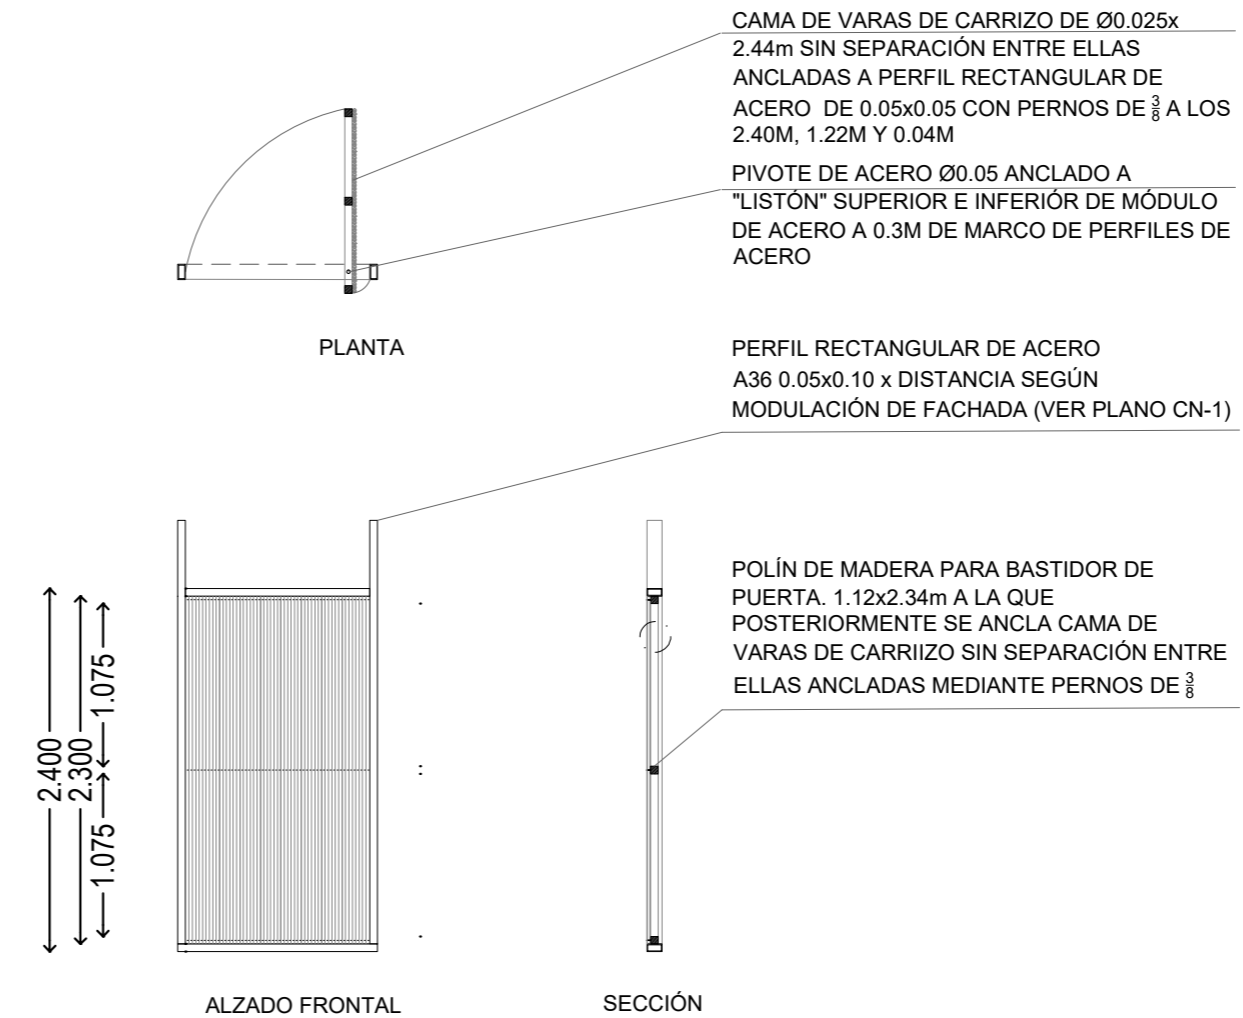 CAMA DE VARAS DE CARRIZO DE Ø0.025x
2.44m SIN SEPARACIÓN ENTRE ELLAS
ANCLADAS A PERFIL RECTANGULAR DE
ACERO DE 0.05x0.05 CON PERNOS DE 3/8 A LOS
2.40M, 1.22M Y 0.04M
PIVOTE DE ACERO Ø0.05 ANCLADO A
"LISTÓN" SUPERIOR E INFERIÓR DE MÓDULO
DE ACERO A 0.3M DE MARCO DE PERFILES DE
ACERO
PLANTA
PERFIL RECTANGULAR DE ACERO
A36 0.05x0.10 x DISTANCIA SEGÚN
MODULACIÓN DE FACHADA (VER PLANO CN-1)
POLÍN DE MADERA PARA BASTIDOR DE
PUERTA. 1.12x2.34m A LA QUE
POSTERIORMENTE SE ANCLA CAMA DE
VARAS DE CARRIIZO SIN SEPARACIÓN ENTRE
ELLAS ANCLADAS MEDIANTE PERNOS DE 3/8
2.400
2.300
1.075
1.075
ALZADO FRONTAL
SECCIÓN